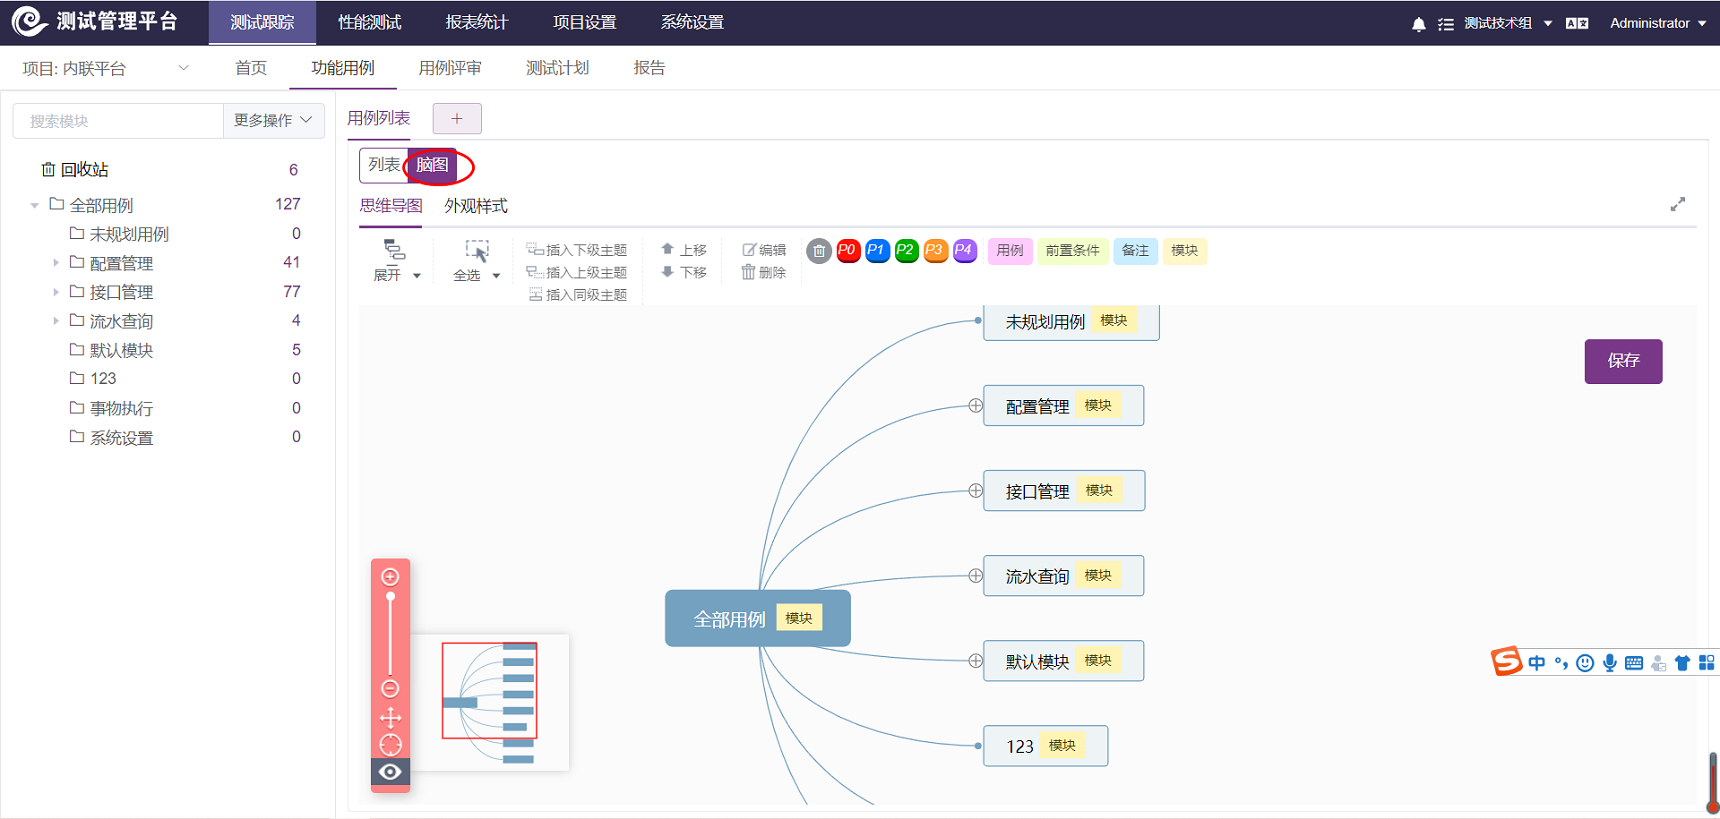 测试管理平台 测试跟踪 性能测试 报表统计 项目设置 系统设置 测试技术组 Administrator
项目: 内联平台 首页 功能用例 用例评审 测试计划 报告
搜索模块 更多操作
回收站 6
全部用例 127
未规划用例 0
配置管理 41
接口管理 77
流水查询 4
默认模块 5
123 0
事物执行 0
系统设置 0
用例列表 +
列表 脑图
思维导图 外观样式
展开
全选
插入下级主题
插入上级主题
插入同级主题
上移
下移
编辑
删除
P0 P1 P2 P3 P4 用例 前置条件 备注 模块
未规划用例 模块
保存
配置管理 模块
接口管理 模块
流水查询 模块
全部用例 模块
默认模块 模块
123 模块
S 中